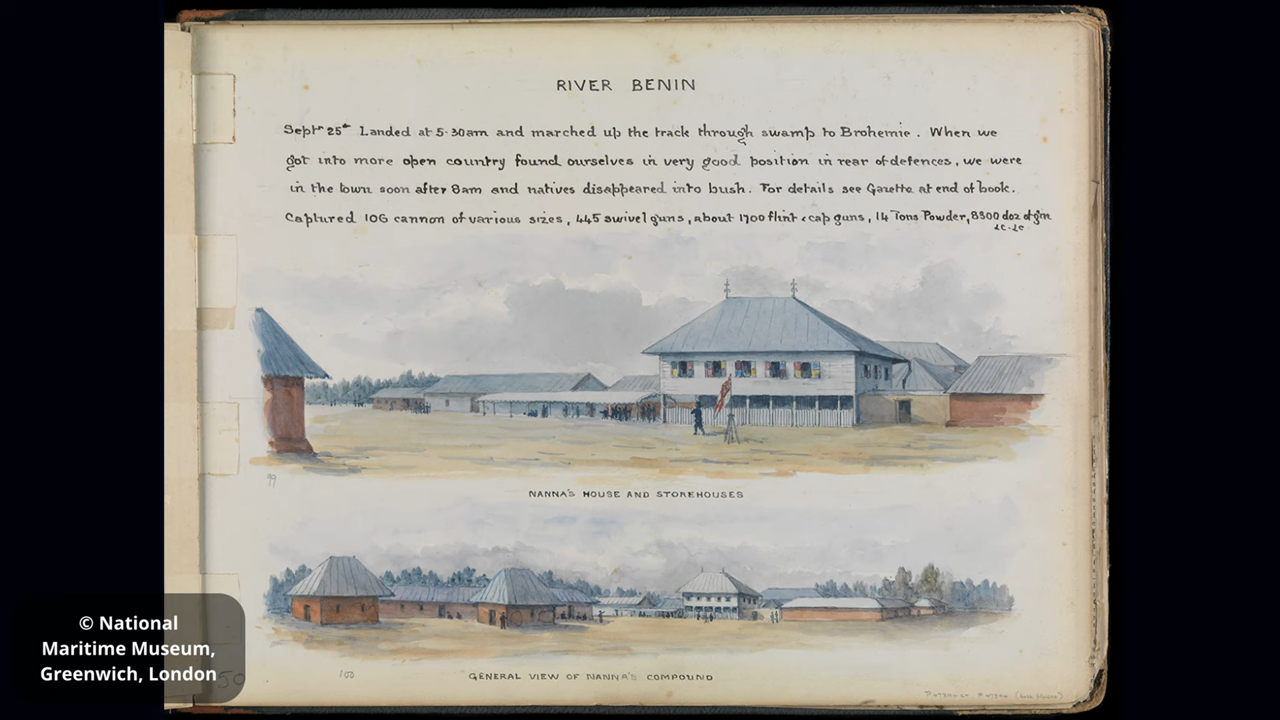 RIVER BENIN
Septr 25th Landed at 5·30am and marched up the track through swamp to Brohemie. When we
got into more open country found ourselves in very good position in rear of defences, we were
in the town soon after 8am and natives disappeared into bush. For details see Gazette at end of book.
Captured 106 cannon of various sizes, 445 swivel guns, about 1700 flint & cap guns, 14 Tons Powder, 8300 doz of gin
&c-&c
99
NANNA'S HOUSE AND STOREHOUSES
100
GENERAL VIEW OF NANNA'S COMPOUND
© National
Maritime Museum,
Greenwich, London
50